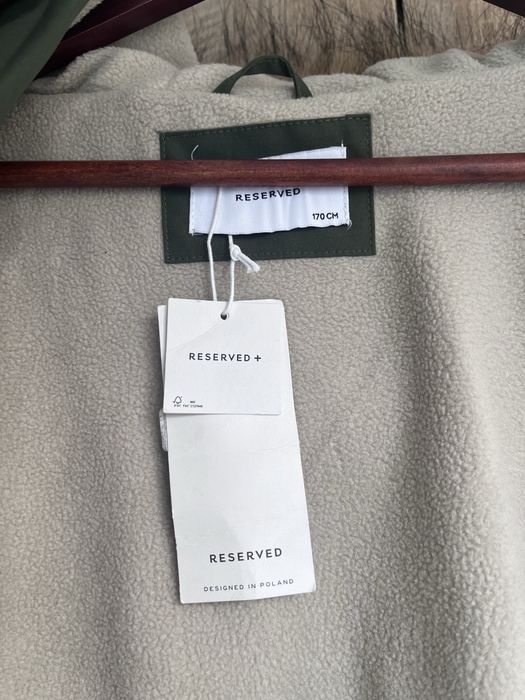 RESERVED
170 CM
RESERVED +
RESERVED
DESIGNED IN POLAND